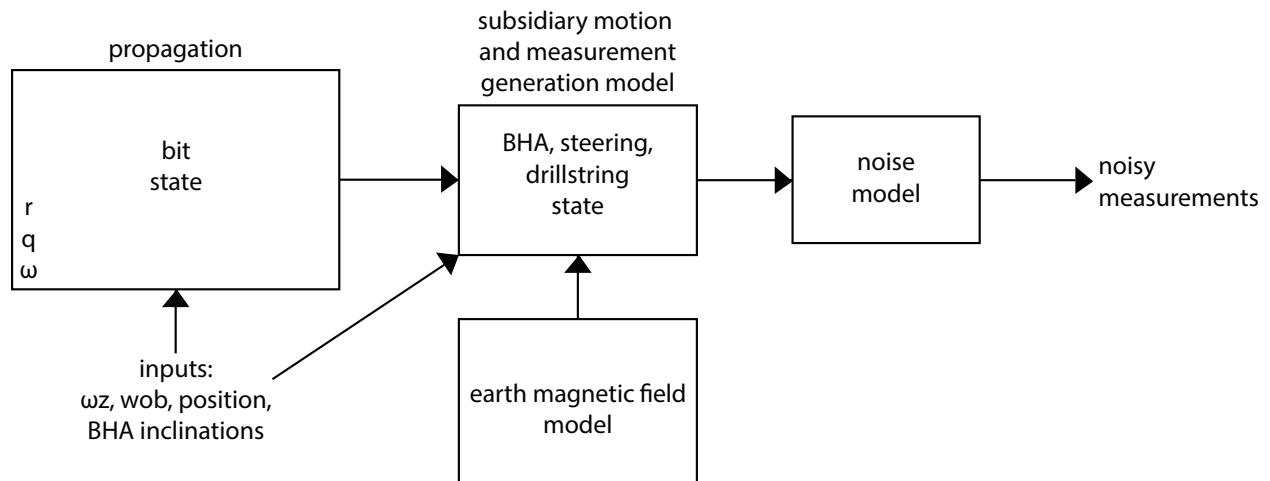 propagation
bit
state
r
q
ω
inputs:
ωz, wob, position,
BHA inclinations
subsidiary motion
and measurement
generation model
BHA, steering,
drillstring
state
earth magnetic field
model
noise
model
noisy
measurements